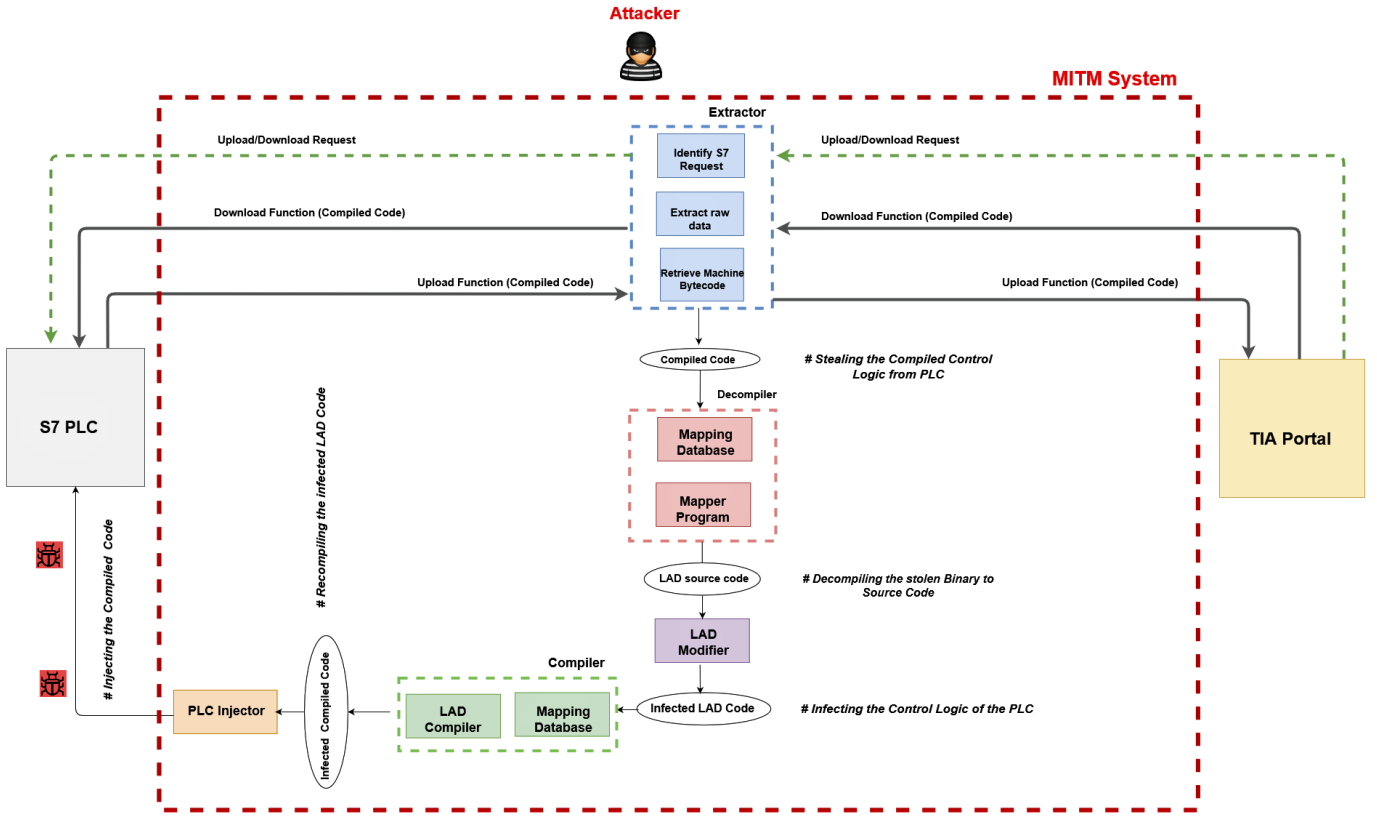 Attacker
MITM System
Extractor
Upload/Download Request
Identify S7
Request
Upload/Download Request
Download Function (Compiled Code)
Extract raw
data
Download Function (Compiled Code)
Upload Function (Compiled Code)
Retrieve Machine
Bytecode
Upload Function (Compiled Code)
S7 PLC
TIA Portal
Compiled Code
# Stealing the Compiled Control
Logic from PLC
Decompiler
Mapping
Database
Mapper
Program
LAD source code
# Decompiling the stolen Binary to
Source Code
LAD
Modifier
Infected LAD Code
# Infecting the Control Logic of the PLC
Compiler
Mapping
Database
LAD
Compiler
Infected Compiled Code
# Recompiling the infected LAD Code
PLC Injector
# Injecting the Compiled Code